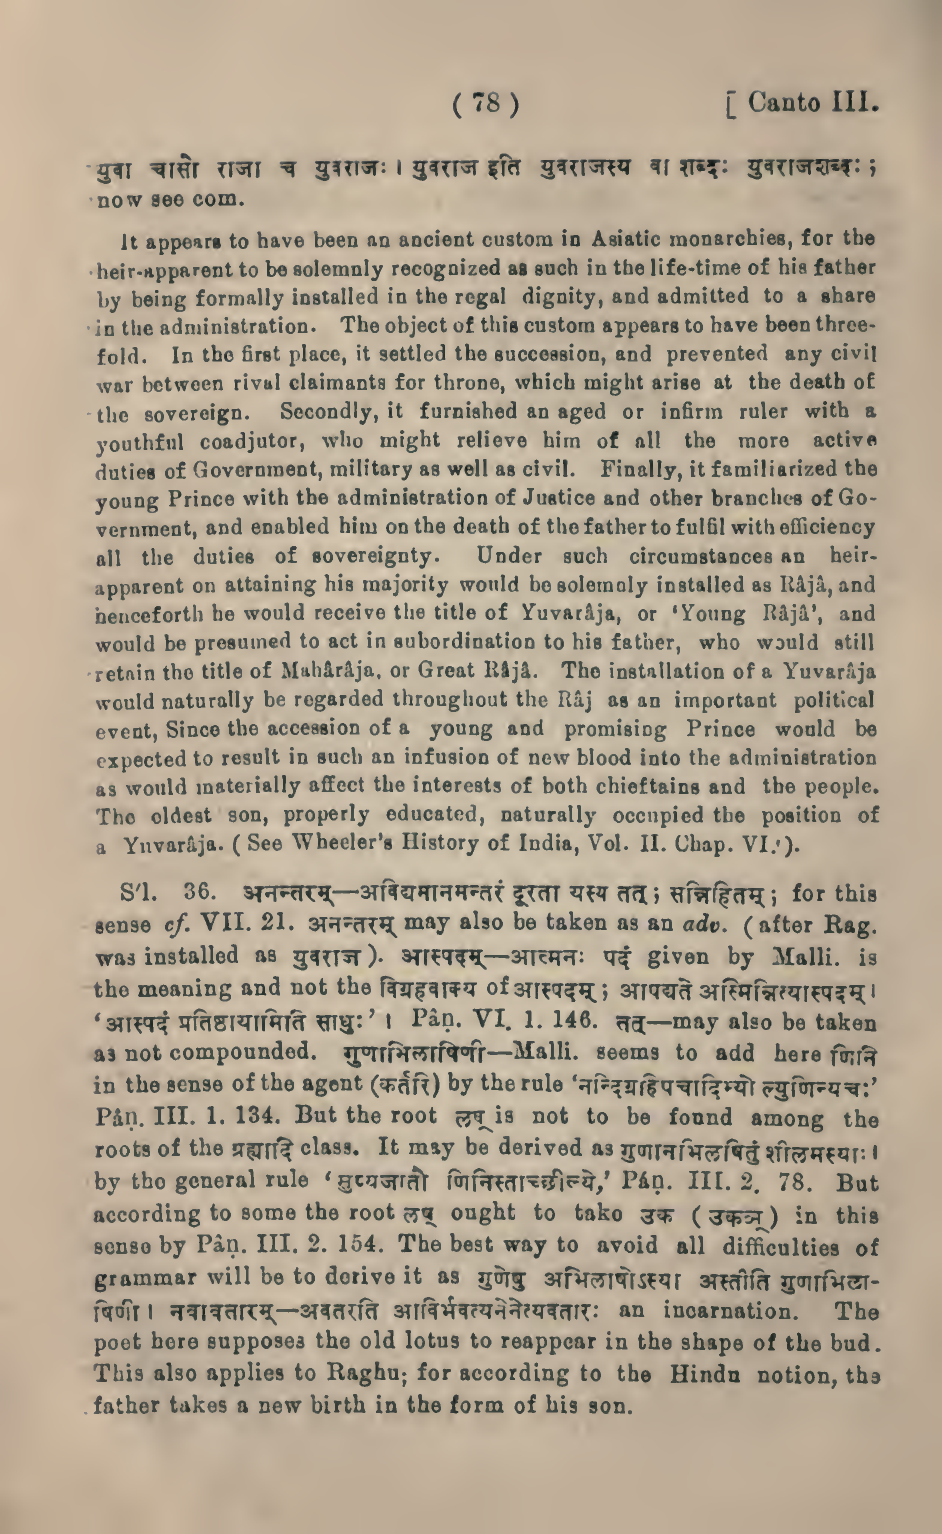 ( 78 ) [ Canto III.
युवा चासौ राजा च युवराजः । युवराज इति युवराजस्य वा शब्दः युवराजशब्दः ;
now see com.
It appears to have been an ancient custom in Asiatic monarchies, for the
heir-apparent to be solemnly recognized as such in the life-time of his father
by being formally installed in the regal dignity, and admitted to a share
in the administration. The object of this custom appears to have been three-
fold. In the first place, it settled the succession, and prevented any civil
war between rival claimants for throne, which might arise at the death of
the sovereign. Secondly, it furnished an aged or infirm ruler with a
youthful coadjutor, who might relieve him of all the more active
duties of Government, military as well as civil. Finally, it familiarized the
young Prince with the administration of Justice and other branches of Go-
vernment, and enabled him on the death of the father to fulfil with efficiency
all the duties of sovereignty. Under such circumstances an heir-
apparent on attaining his majority would be solemnly installed as Râjâ, and
henceforth he would receive the title of Yuvarâja, or 'Young Râjâ', and
would be presumed to act in subordination to his father, who would still
retain the title of Mahârâja, or Great Râjâ. The installation of a Yuvarâja
would naturally be regarded throughout the Râj as an important political
event, Since the accession of a young and promising Prince would be
expected to result in such an infusion of new blood into the administration
as would materially affect the interests of both chieftains and the people.
The oldest son, properly educated, naturally occupied the position of
a Yuvarâja. ( See Wheeler's History of India, Vol. II. Chap. VI.').
S'l. 36. अनन्तरम्—अविद्यमानमन्तरं दूरता यस्य तत् ; सन्निहितम् ; for this
sense cf. VII. 21. अनन्तरम् may also be taken as an adv. ( after Rag.
was installed as युवराज ). आस्पदम्—आत्मनः पदं given by Malli. is
the meaning and not the विग्रहवाक्य of आस्पदम् ; आपद्यते अस्मिन्नित्यास्पदम् ।
‘आस्पदं प्रतिष्ठायामिति साधुः’ । Pâṇ. VI. 1. 146. तत्—may also be taken
as not compounded. गुणाभिलाषिणी—Malli. seems to add here णिनि
in the sense of the agent (कर्तरि) by the rule ‘नन्दिग्रहिपचादिभ्यो ल्युणिन्यचः’
Pâṇ. III. 1. 134. But the root लष् is not to be found among the
roots of the ग्रह्यादि class. It may be derived as गुणानभिलषितुं शीलमस्याः ।
by the general rule ‘सुप्यजातौ णिनिस्ताच्छील्ये,’ Pâṇ. III. 2. 78. But
according to some the root लष् ought to take उक ( उकञ् ) in this
sense by Pâṇ. III. 2. 154. The best way to avoid all difficulties of
grammar will be to derive it as गुणेषु अभिलाषोऽस्या अस्तीति गुणाभिला-
षिणी । नवावतारम्—अवतरति आविर्भवत्यनेनेत्यवतारः an incarnation. The
poet here supposes the old lotus to reappear in the shape of the bud.
This also applies to Raghu; for according to the Hindu notion, the
father takes a new birth in the form of his son.